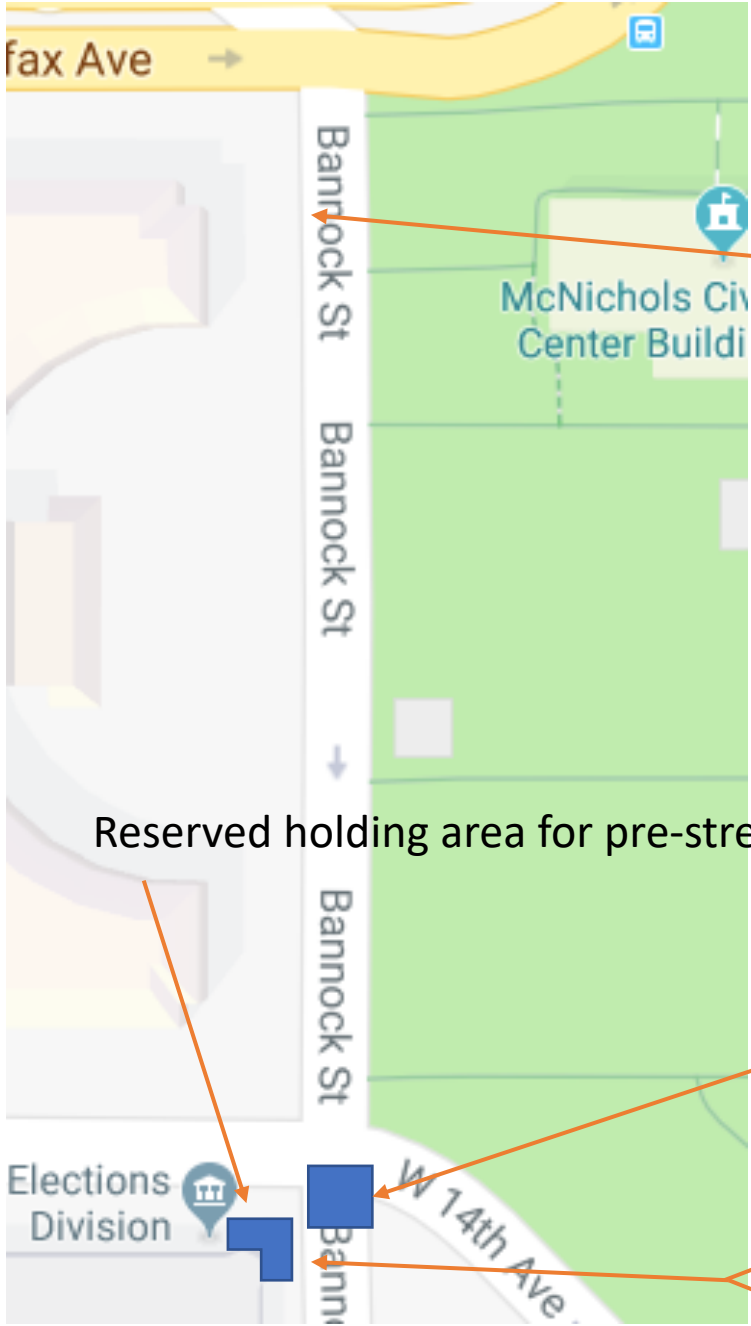 fax Ave
Bannock St
McNichols Civ
Center Buildi
Bannock St
Reserved holding area for pre-stre
Bannock St
Elections
Division
W 14th Ave
Banno